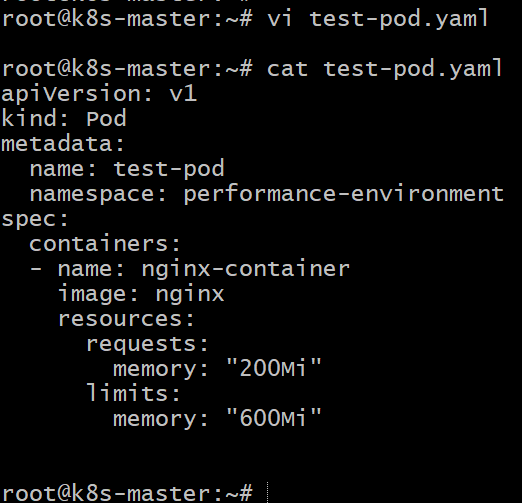 root@k8s-master:~# vi test-pod.yaml
root@k8s-master:~# cat test-pod.yaml
apiVersion: v1
kind: Pod
metadata:
  name: test-pod
  namespace: performance-environment
spec:
  containers:
  - name: nginx-container
    image: nginx
    resources:
      requests:
        memory: "200Mi"
      limits:
        memory: "600Mi"
root@k8s-master:~#